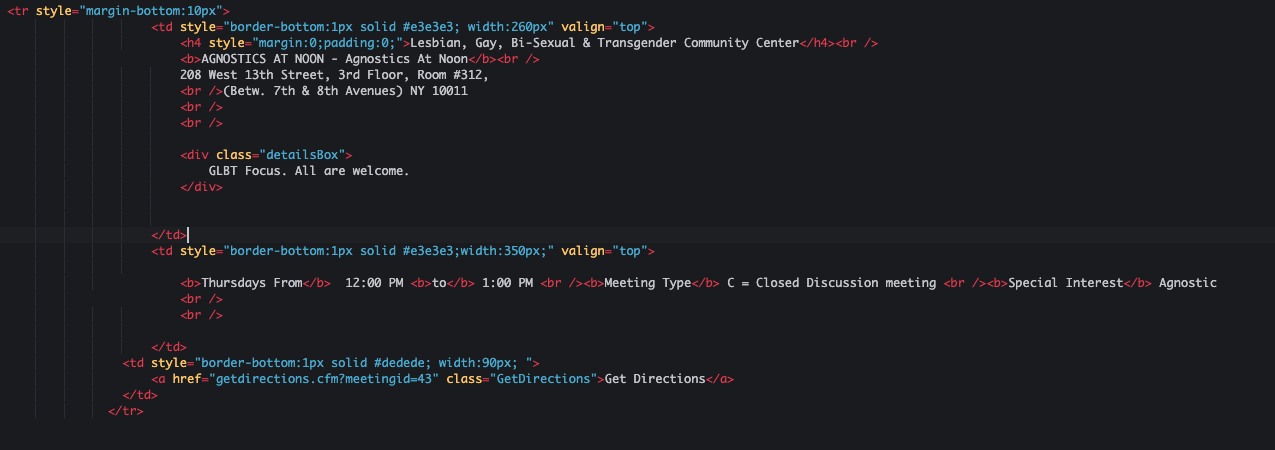 <tr style="margin-bottom:10px">
<td style="border-bottom:1px solid #e3e3e3; width:260px" valign="top">
<h4 style="margin:0;padding:0;">Lesbian, Gay, Bi-Sexual & Transgender Community Center</h4><br />
<b>AGNOSTICS AT NOON - Agnostics At Noon</b><br />
208 West 13th Street, 3rd Floor, Room #312,
<br />(Betw. 7th & 8th Avenues) NY 10011
<br />
<br />
<div class="detailsBox">
GLBT Focus. All are welcome.
</div>
</td>
<td style="border-bottom:1px solid #e3e3e3;width:350px;" valign="top">
<b>Thursdays From</b>  12:00 PM <b>to</b> 1:00 PM <br /><b>Meeting Type</b> C = Closed Discussion meeting <br /><b>Special Interest</b> Agnostic
<br />
<br />
</td>
<td style="border-bottom:1px solid #dedede; width:90px; ">
<a href="getdirections.cfm?meetingid=43" class="GetDirections">Get Directions</a>
</td>
</tr>